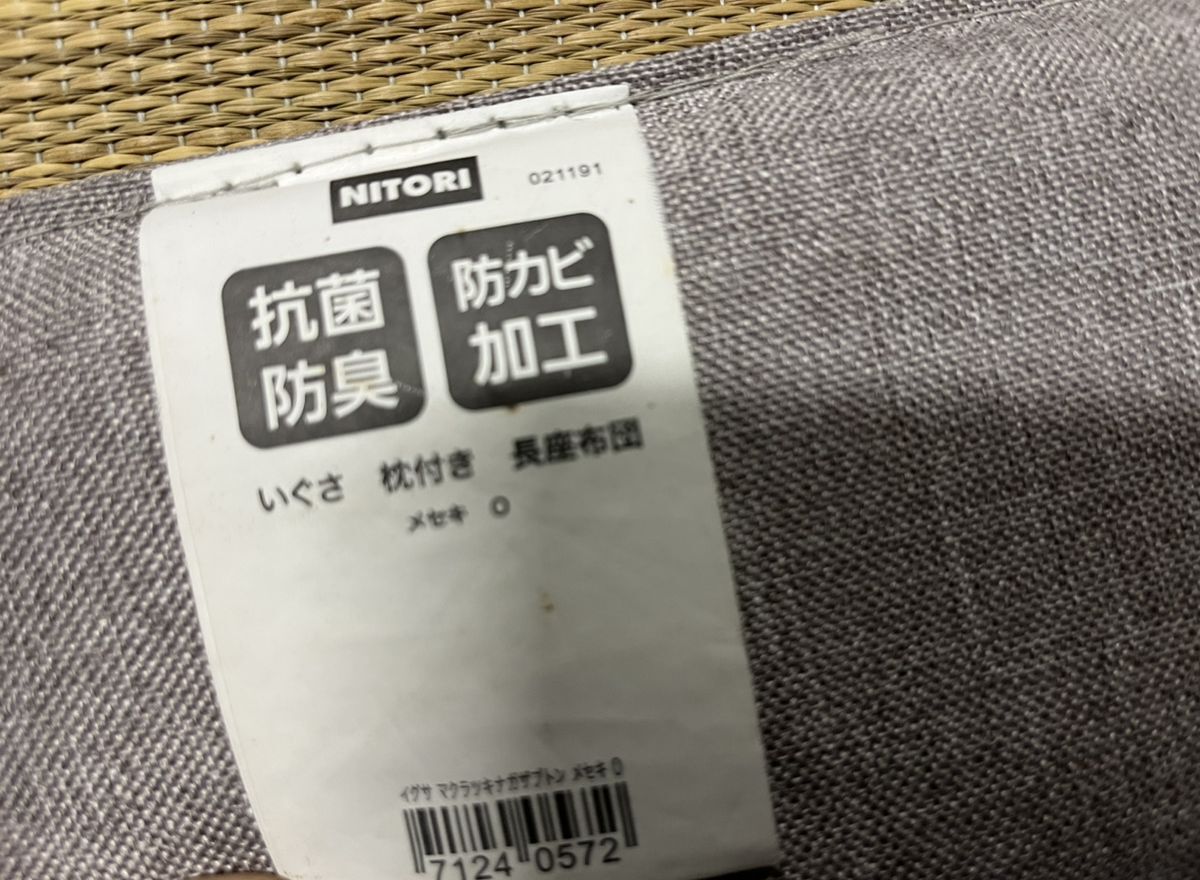 NITORI 021191
抗菌
防臭
防カビ
加工
いぐさ 枕付き 長座布団
メセキ O
イグサ マクラツキナガザブトン メセキ O
7124 0572